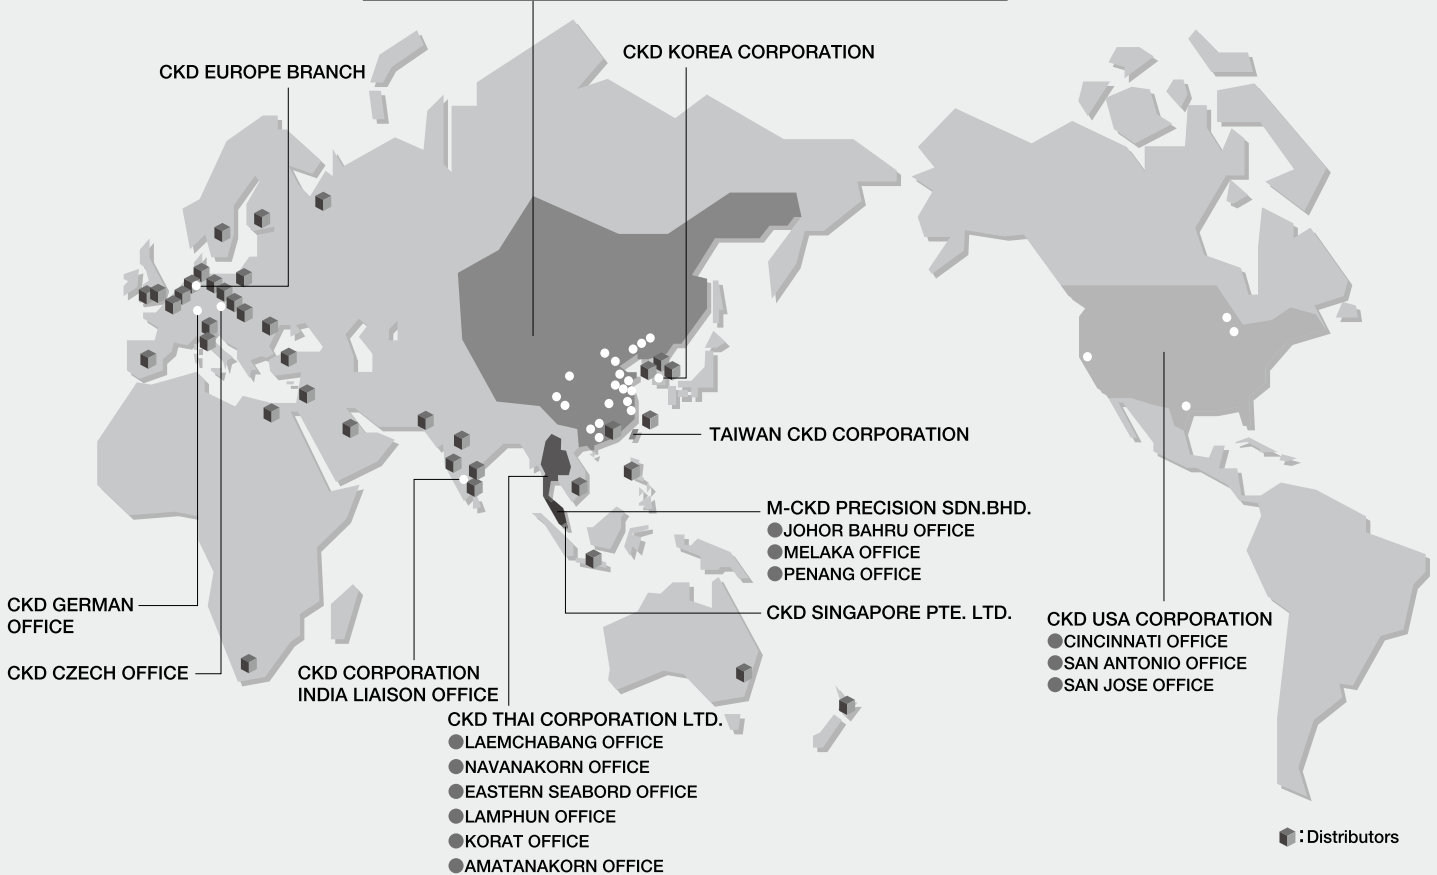 CKD KOREA CORPORATION
CKD EUROPE BRANCH
TAIWAN CKD CORPORATION
M-CKD PRECISION SDN.BHD.
●JOHOR BAHRU OFFICE
●MELAKA OFFICE
●PENANG OFFICE
CKD SINGAPORE PTE. LTD.
CKD GERMAN
OFFICE
CKD CZECH OFFICE
CKD CORPORATION
INDIA LIAISON OFFICE
CKD USA CORPORATION
●CINCINNATI OFFICE
●SAN ANTONIO OFFICE
●SAN JOSE OFFICE
CKD THAI CORPORATION LTD.
●LAEMCHABANG OFFICE
●NAVANAKORN OFFICE
●EASTERN SEABORD OFFICE
●LAMPHUN OFFICE
●KORAT OFFICE
●AMATANAKORN OFFICE
: Distributors